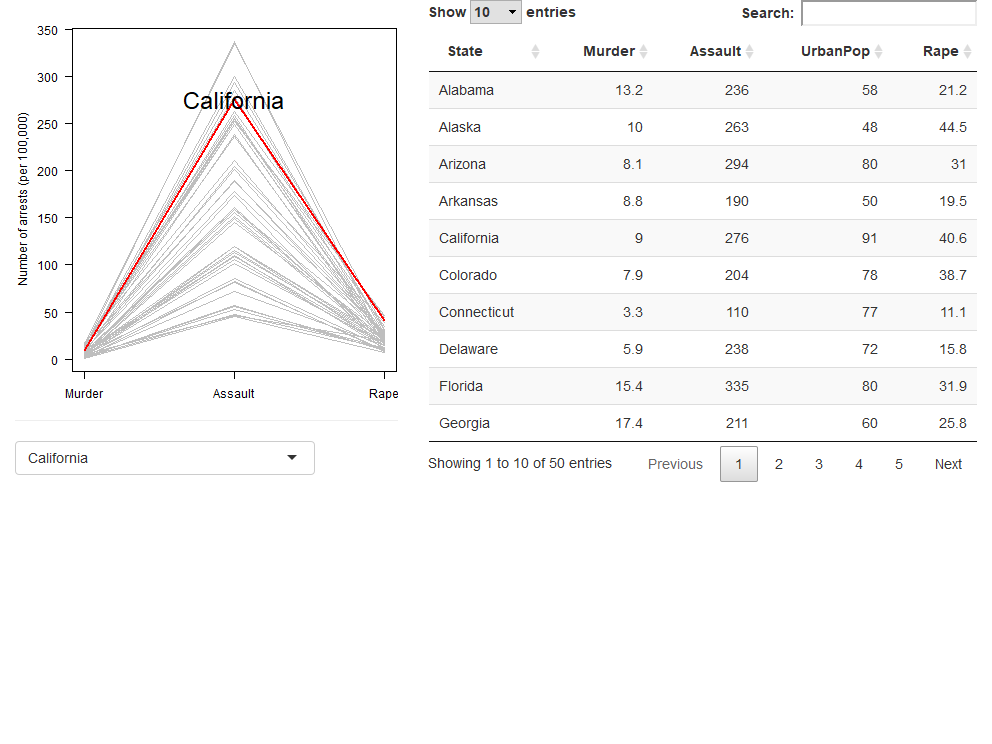 350
300
250
200
150
100
50
0
Number of arrests (per 100,000)
California
Murder Assault Rape
California
Show 10 entries Search:
State Murder Assault UrbanPop Rape
Alabama 13.2 236 58 21.2
Alaska 10 263 48 44.5
Arizona 8.1 294 80 31
Arkansas 8.8 190 50 19.5
California 9 276 91 40.6
Colorado 7.9 204 78 38.7
Connecticut 3.3 110 77 11.1
Delaware 5.9 238 72 15.8
Florida 15.4 335 80 31.9
Georgia 17.4 211 60 25.8
Showing 1 to 10 of 50 entries Previous 1 2 3 4 5 Next